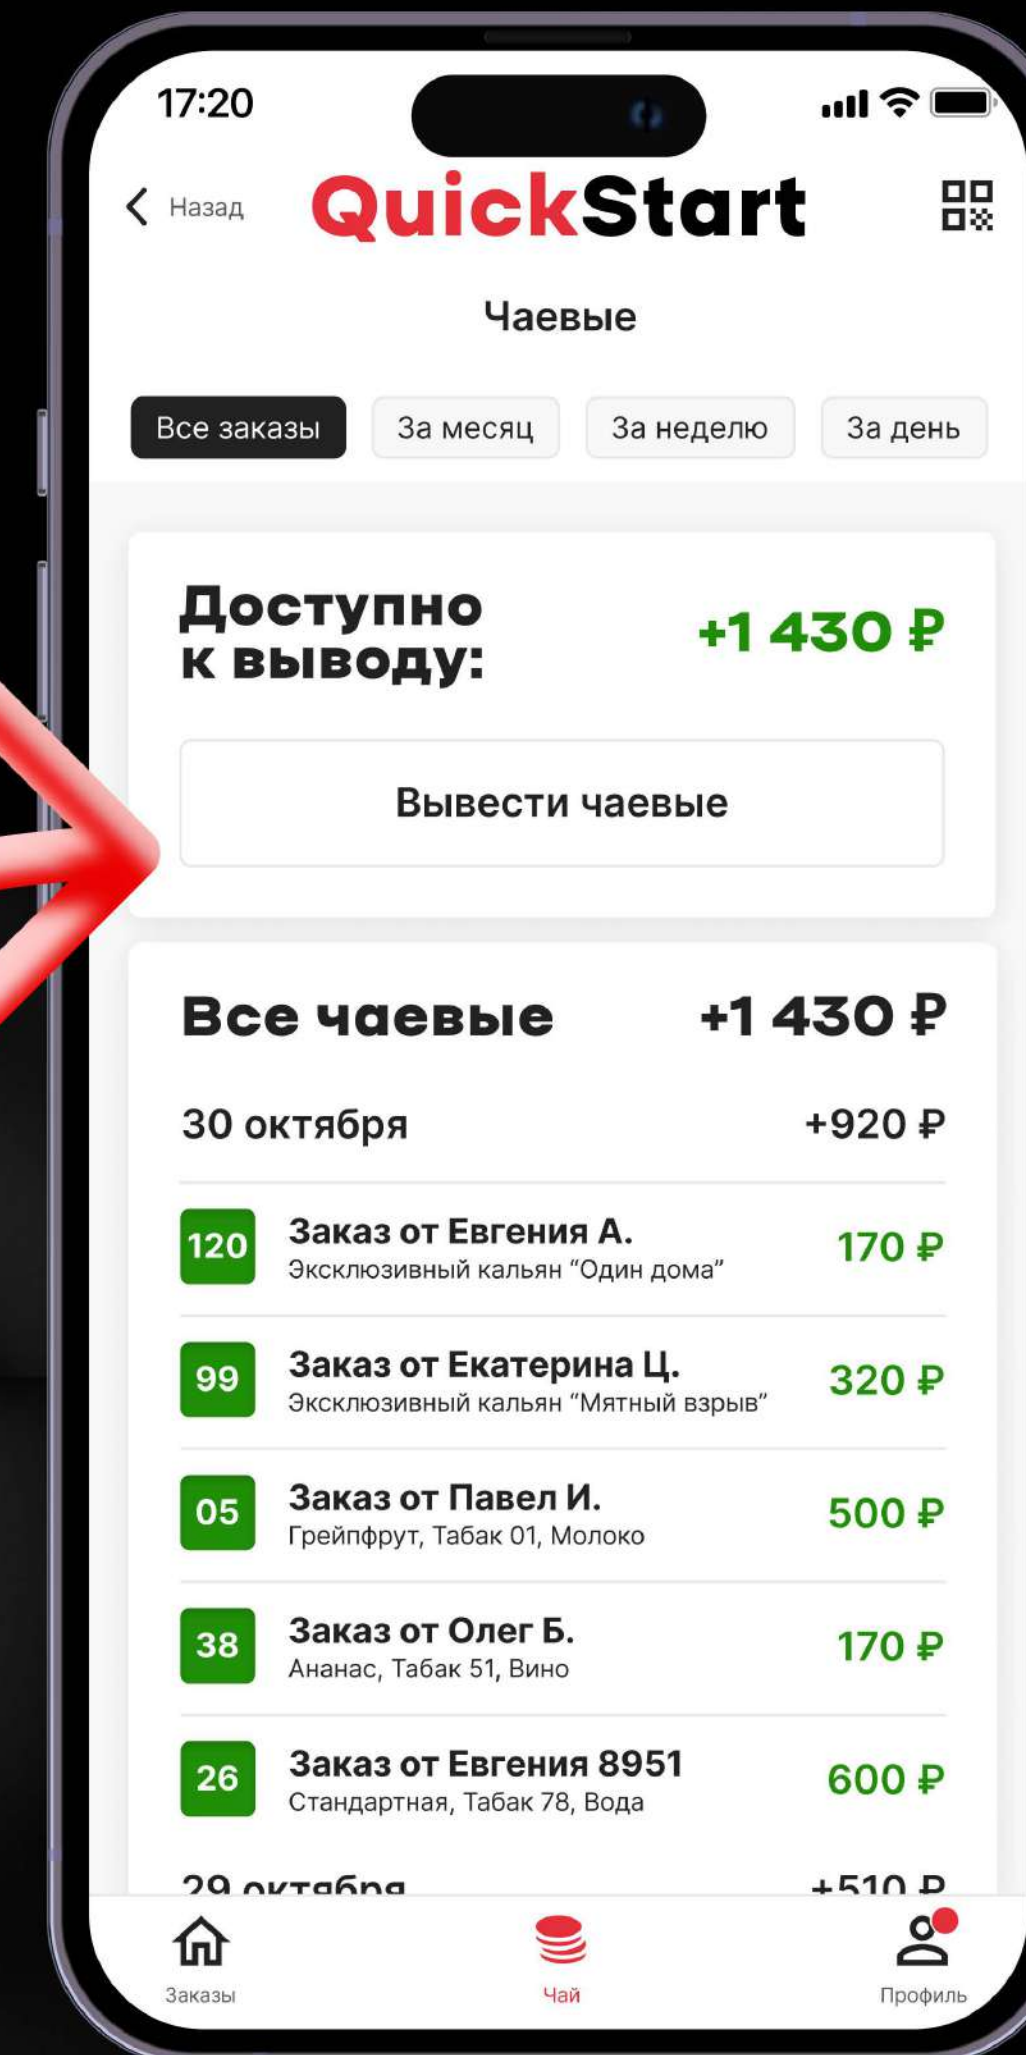 17:20
Назад
QuickStart
Чаевые
Все заказы За месяц За неделю За день
Доступно
к выводу:
+1 430 ₽
Вывести чаевые
Все чаевые +1 430 ₽
30 октября +920 ₽
120 Заказ от Евгения А. 170 ₽
Эксклюзивный кальян “Один дома”
99 Заказ от Екатерина Ц. 320 ₽
Эксклюзивный кальян “Мятный взрыв”
05 Заказ от Павел И. 500 ₽
Грейпфрут, Табак 01, Молоко
38 Заказ от Олег Б. 170 ₽
Ананас, Табак 51, Вино
26 Заказ от Евгения 8951 600 ₽
Стандартная, Табак 78, Вода
29 октября +510 ₽
Заказы Чай Профиль